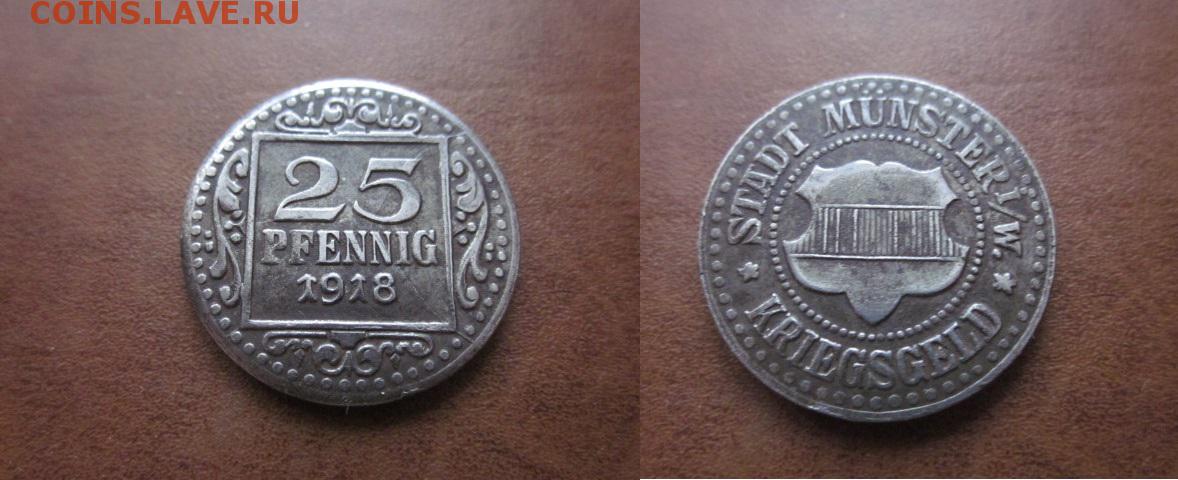 COINS.LAVE.RU
25
PFENNIG
1918
STADT MÜNSTER i/W.
* KRIEGSGELD *